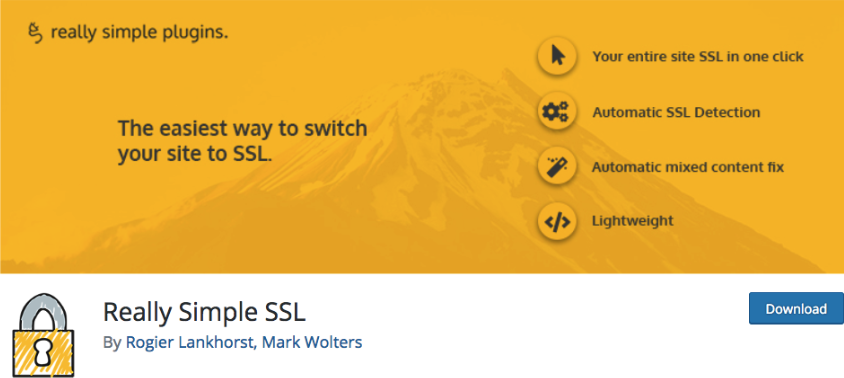 really simple plugins.
The easiest way to switch
your site to SSL.
Your entire site SSL in one click
Automatic SSL Detection
Automatic mixed content fix
Lightweight
Really Simple SSL
By Rogier Lankhorst, Mark Wolters
Download